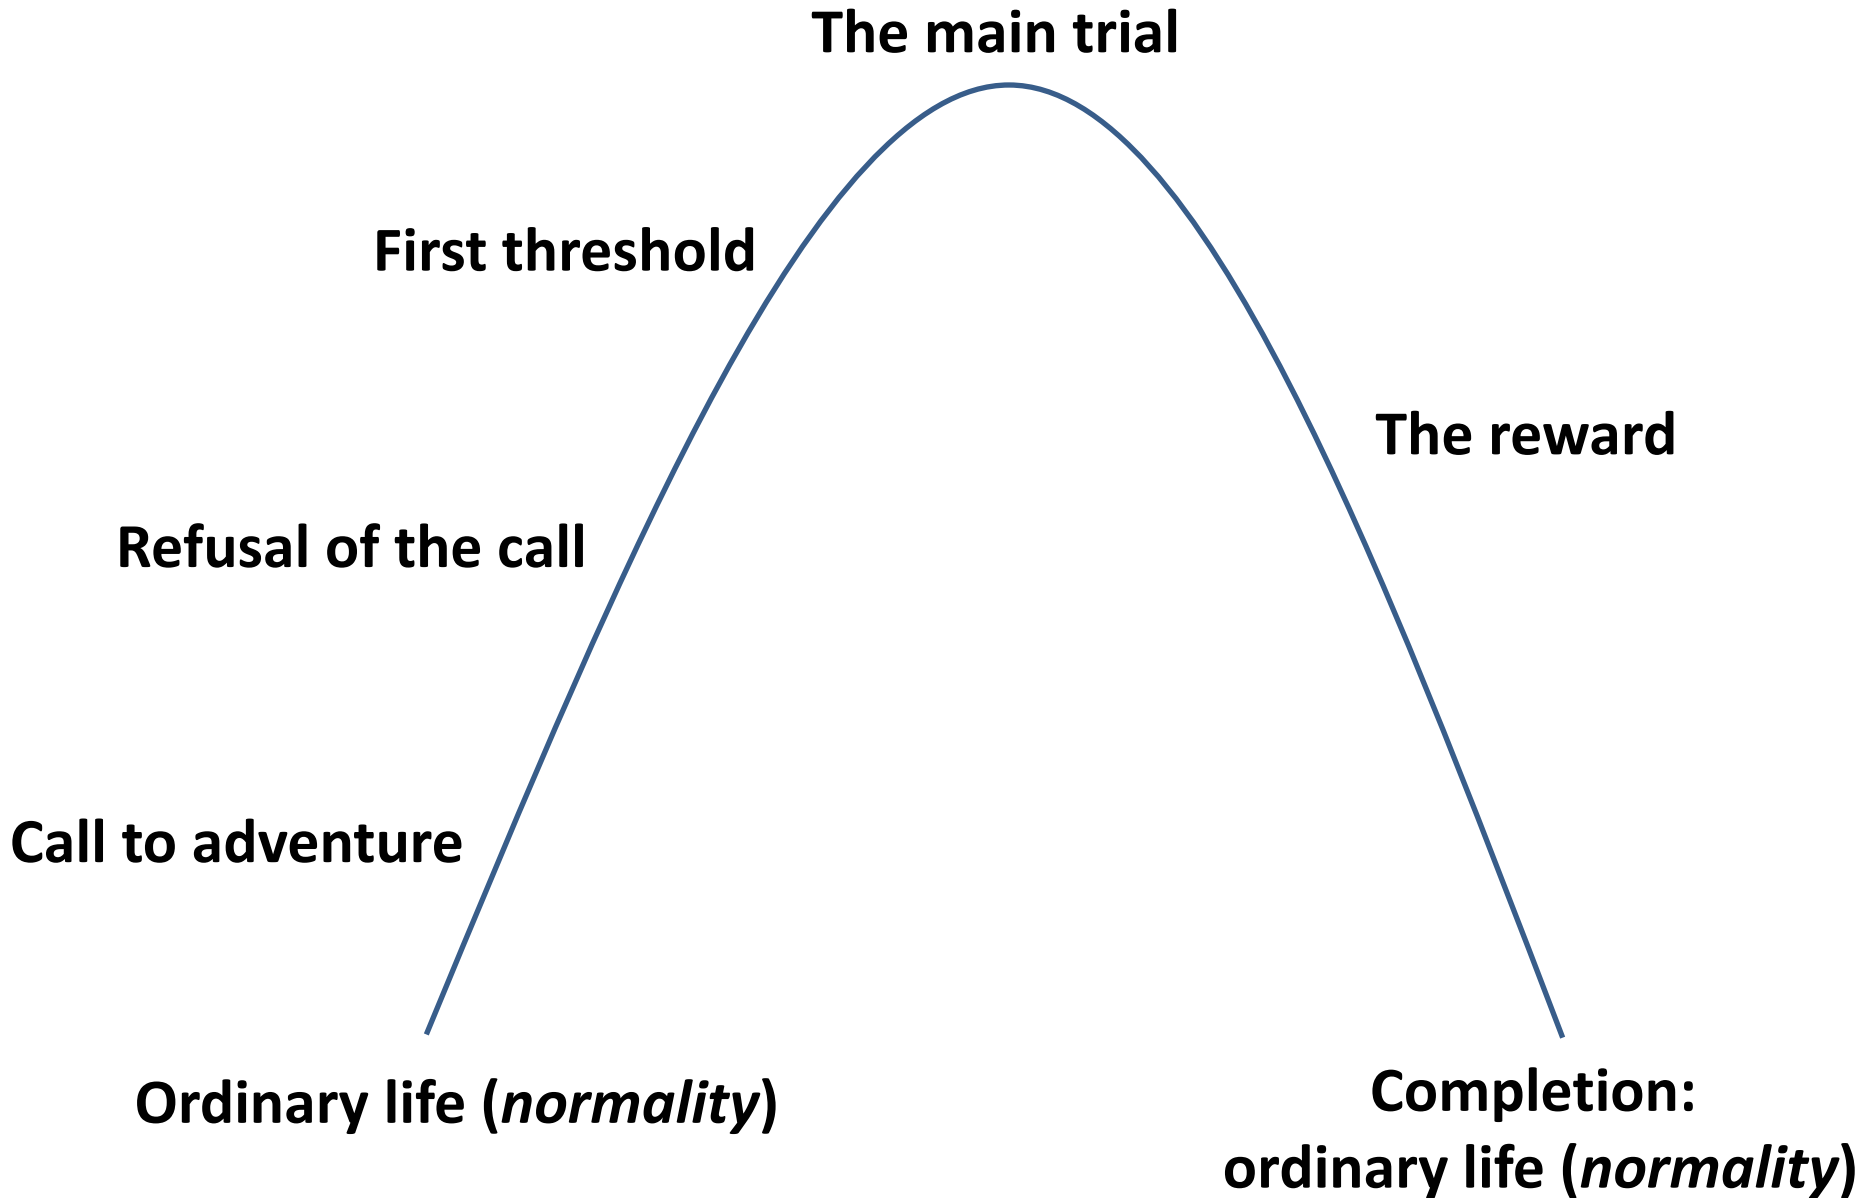 The main trial
First threshold
The reward
Refusal of the call
Call to adventure
Ordinary life (normality)
Completion:
ordinary life (normality)